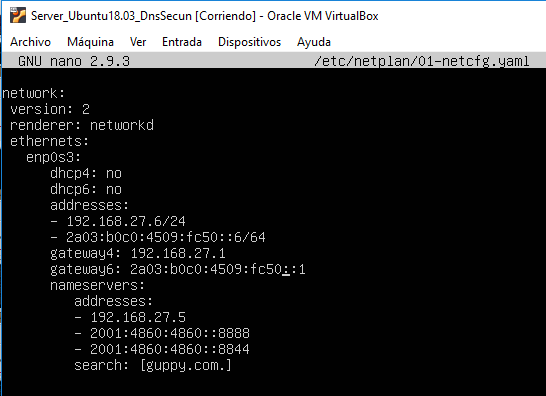 Server_Ubuntu18.03_DnsSecun [Corriendo] - Oracle VM VirtualBox
Archivo Máquina Ver Entrada Dispositivos Ayuda
GNU nano 2.9.3 /etc/netplan/01-netcfg.yaml
network:
version: 2
renderer: networkd
ethernets:
enp0s3:
dhcp4: no
dhcp6: no
addresses:
- 192.168.27.6/24
- 2a03:b0c0:4509:fc50::6/64
gateway4: 192.168.27.1
gateway6: 2a03:b0c0:4509:fc50::1
nameservers:
addresses:
- 192.168.27.5
- 2001:4860:4860::8888
- 2001:4860:4860::8844
search: [guppy.com.]